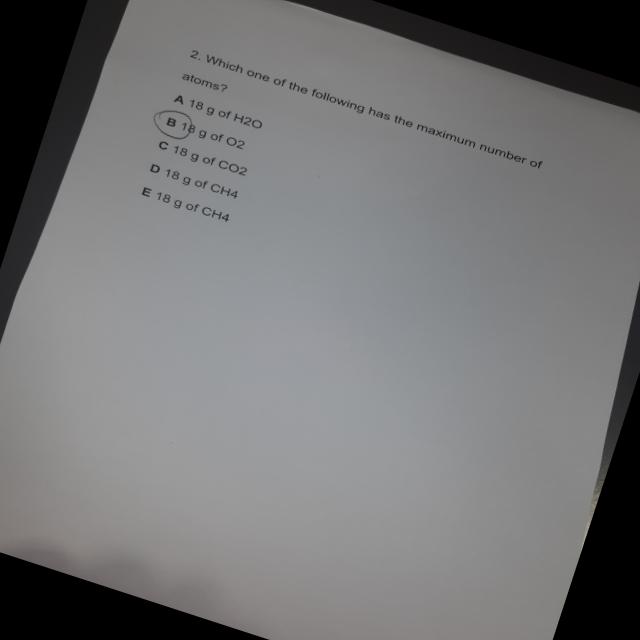 2. Which one of the following has the maximum number of
atoms?
A 18 g of H2O
B 18 g of O2
C 18 g of CO2
D 18 g of CH4
E 18 g of CH4